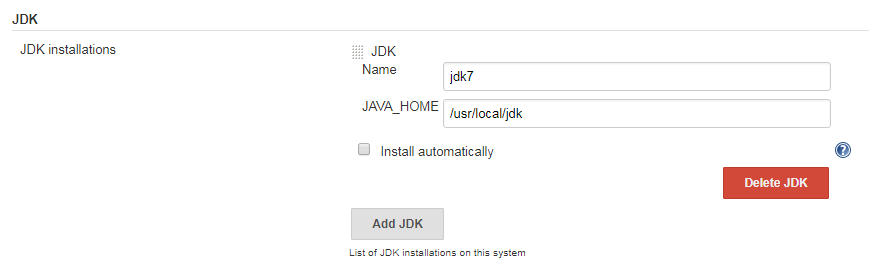 JDK
JDK installations
JDK
Name
jdk7
JAVA_HOME
/usr/local/jdk
Install automatically
?
Delete JDK
Add JDK
List of JDK installations on this system